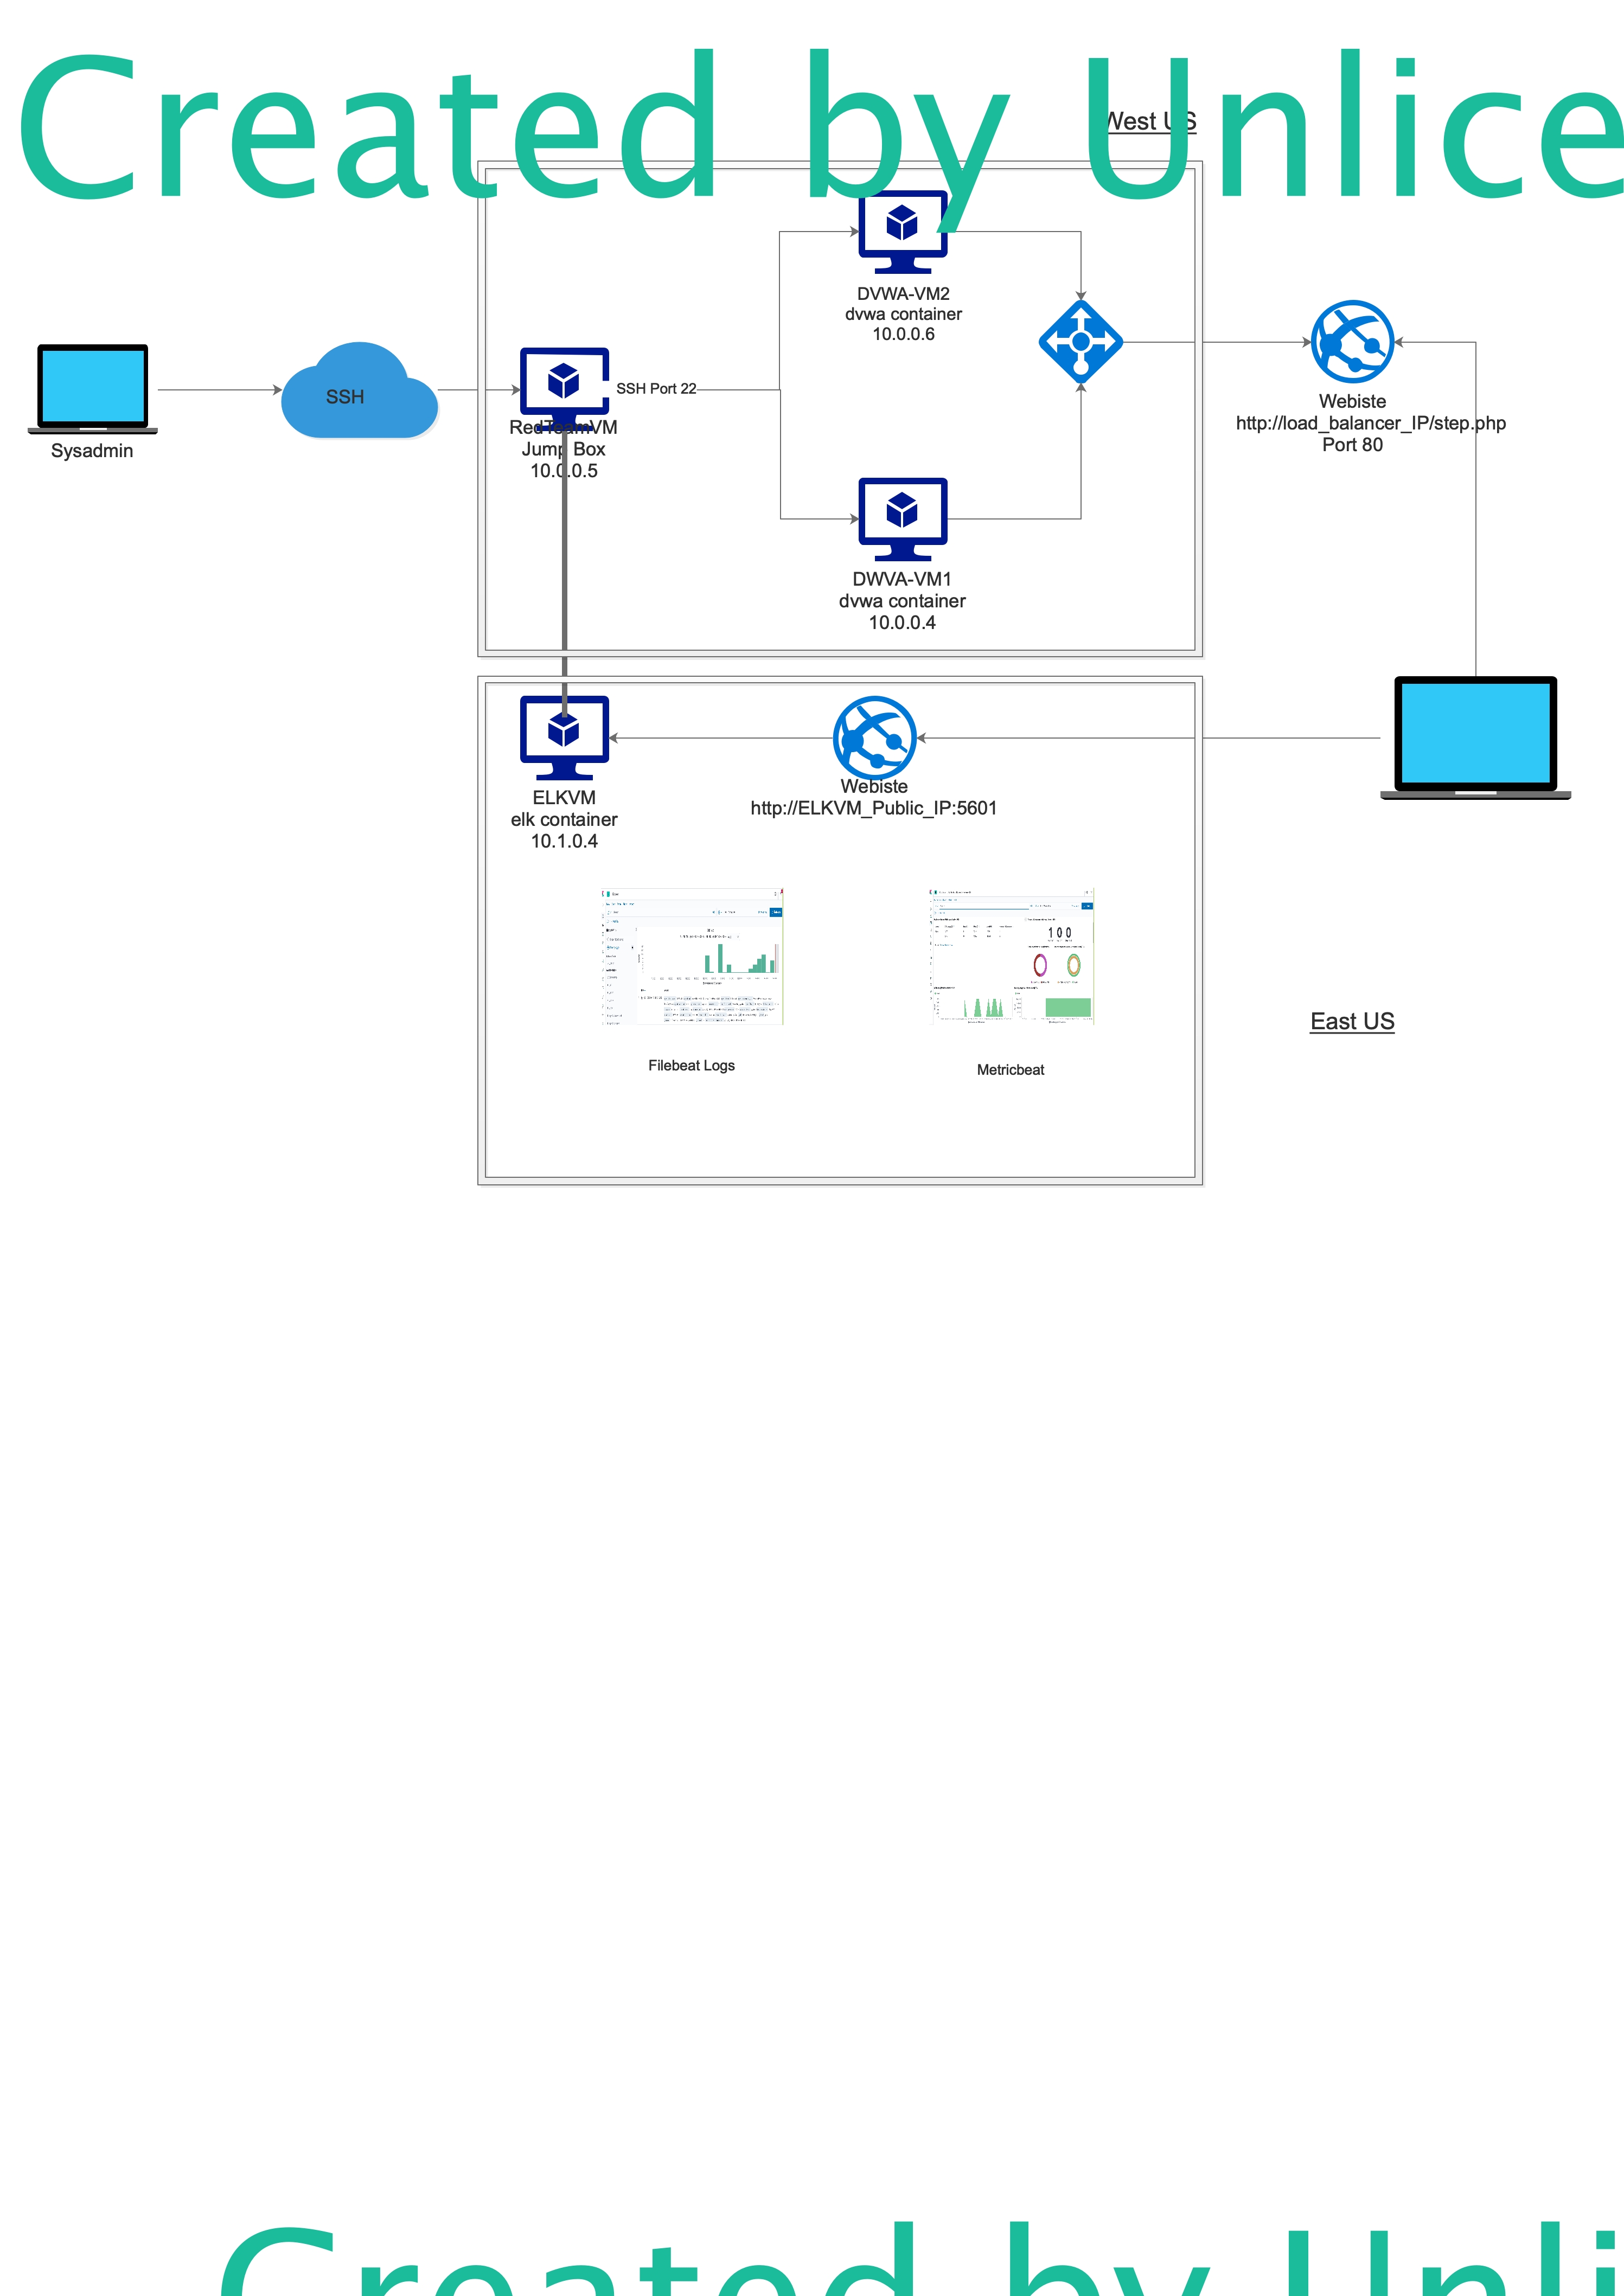 Created by Unlice
West US
DVWA-VM2
dvwa container
10.0.0.6
SSH
SSH Port 22
Sysadmin
RedTeamVM
Jump Box
10.0.0.5
Webiste
http://load_balancer_IP/step.php
Port 80
DWVA-VM1
dvwa container
10.0.0.4
ELKVM
elk container
10.1.0.4
Webiste
http://ELKVM_Public_IP:5601
100
East US
Filebeat Logs
Metricbeat
Created by Unli